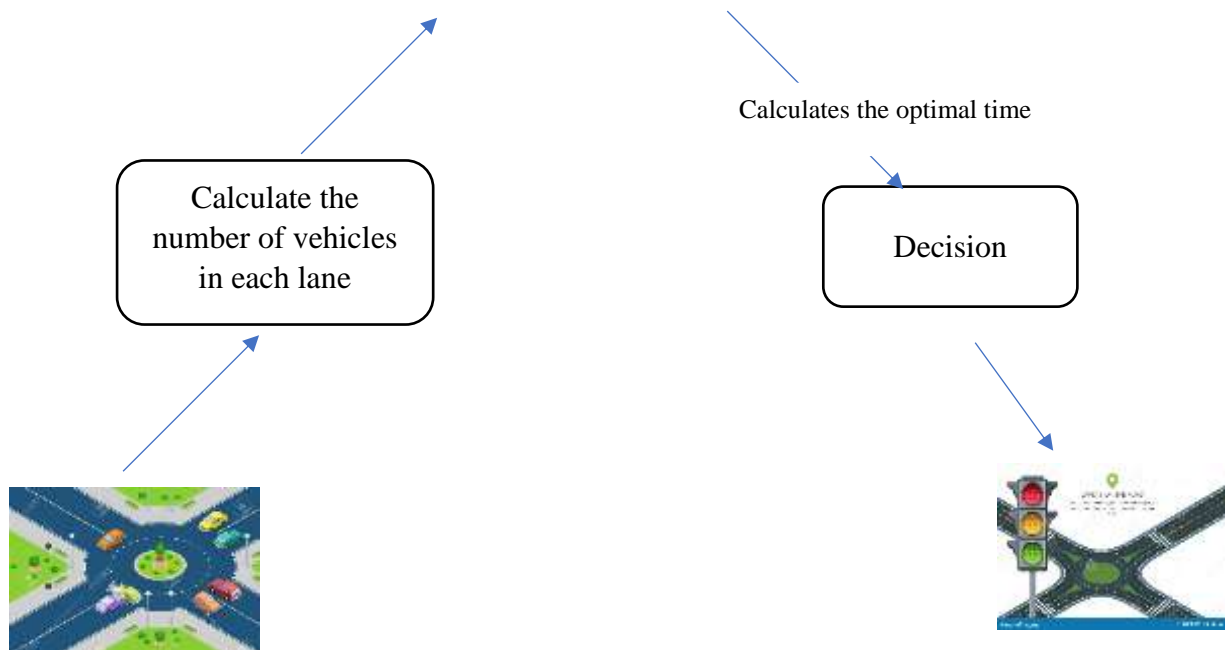 Calculates the optimal time
Calculate the
number of vehicles
in each lane
Decision